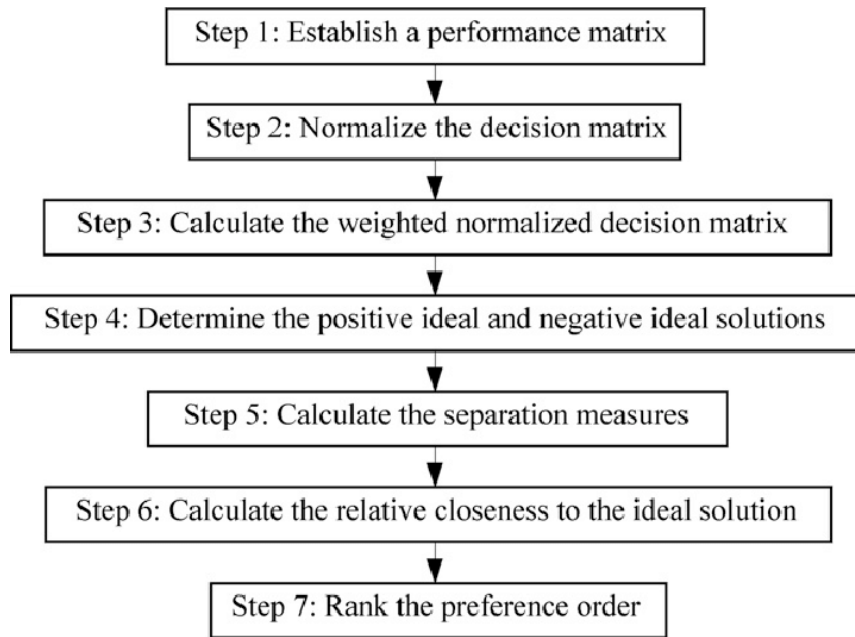 Step 1: Establish a performance matrix
Step 2: Normalize the decision matrix
Step 3: Calculate the weighted normalized decision matrix
Step 4: Determine the positive ideal and negative ideal solutions
Step 5: Calculate the separation measures
Step 6: Calculate the relative closeness to the ideal solution
Step 7: Rank the preference order